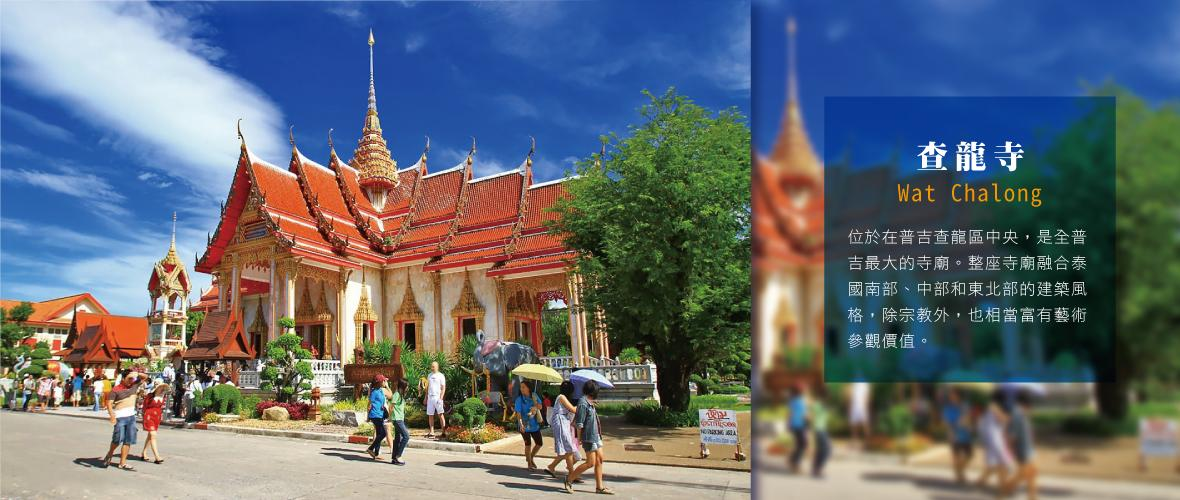 查龍寺
Wat Chalong
位於在普吉查龍區中央，是全普
吉最大的寺廟。整座寺廟融合泰
國南部、中部和東北部的建築風
格，除宗教外，也相當富有藝術
參觀價值。
NO PARKING AREA